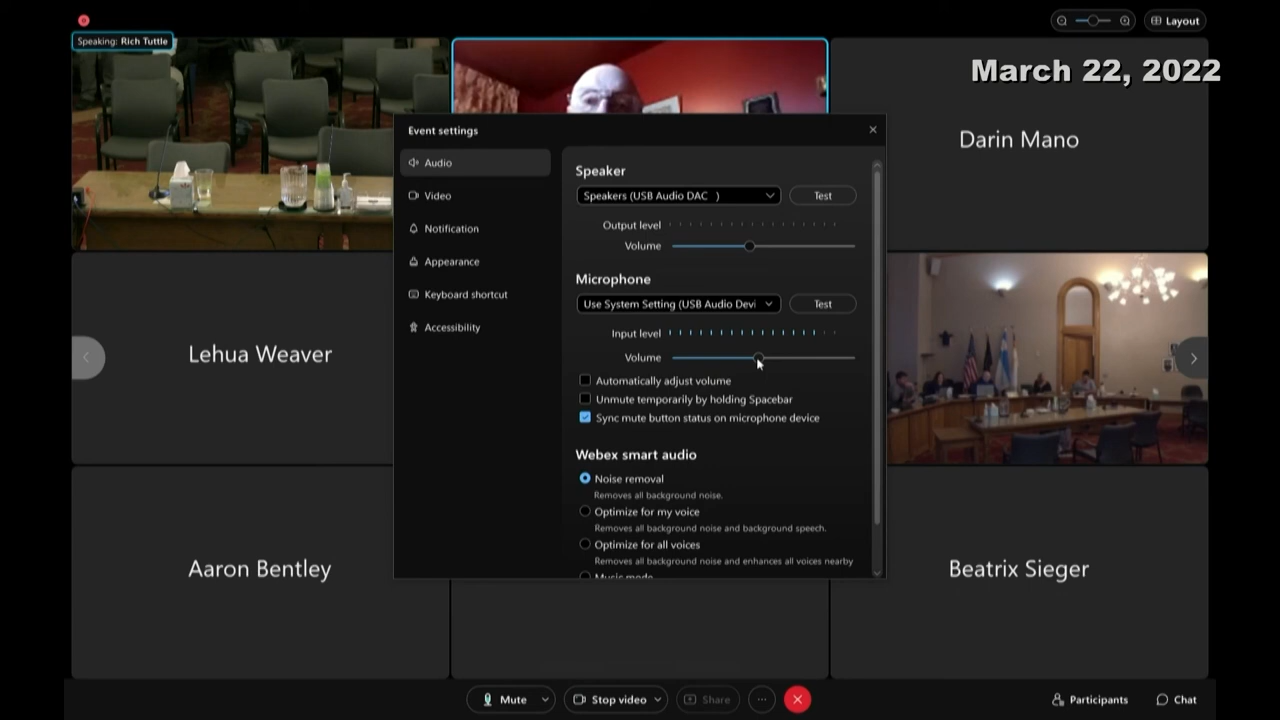 Layout
Speaking: Rich Tuttle
March 22, 2022
Event settings
Darin Mano
Audio
Video
Notification
Appearance
Keyboard shortcut
Accessibility
Speaker
Speakers (USB Audio DAC )
Test
Output level
Volume
Microphone
Use System Setting (USB Audio Devi
Test
Input level
Volume
Automatically adjust volume
Unmute temporarily by holding Spacebar
Sync mute button status on microphone device
Webex smart audio
Noise removal
Removes all background noise.
Optimize for my voice
Removes all background noise and background speech.
Optimize for all voices
Removes all background noise and enhances all voices nearby
Music mode
Lehua Weaver
Aaron Bentley
Beatrix Sieger
Mute
Stop video
Share
Participants
Chat